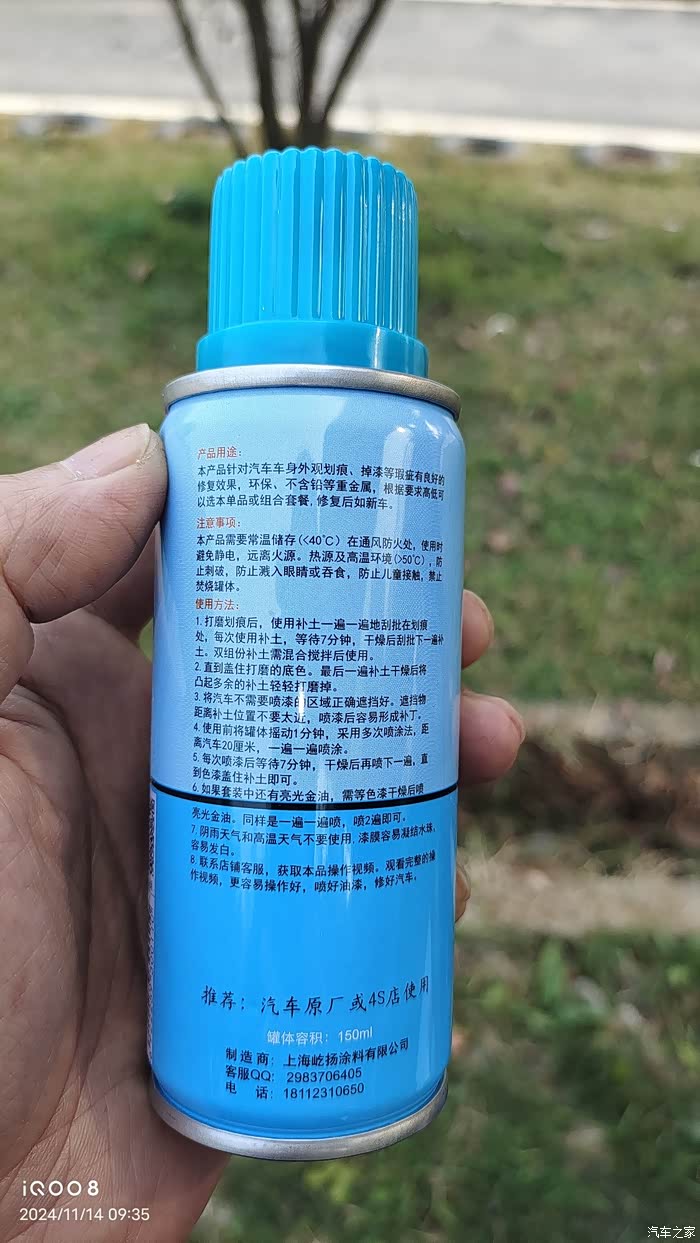 产品用途：
本产品针对汽车车身外观划痕、掉漆等瑕疵有良好的
修复效果，环保、不含铅等重金属，根据要求高低可
以选本单品或组合套餐，修复后如新车。
注意事项：
本产品需要常温储存(<40℃）在通风防火处，使用时
避免静电，远离火源。热源及高温环境(>50℃)，防
止刺破，防止溅入眼睛或吞食，防止儿童接触，禁止
焚烧罐体。
使用方法：
1.打磨划痕后，使用补土一遍一遍地刮批在划痕
处，每次使用补土，等待7分钟，干燥后刮批下一遍补
土。双组份补土需混合搅拌后使用。
2.直到盖住打磨的底色。最后一遍补土干燥后将
凸起多余的补土轻轻打磨掉。
3.将汽车不需要喷漆的区域正确遮挡好。遮挡物
距离补土位置不要太近，喷漆后容易形成补丁。
4.使用前将罐体摇动1分钟，采用多次喷涂法，距
离汽车20厘米，一遍一遍喷涂。
5.每次喷漆后等待7分钟，干燥后再喷下一遍，直
到色漆盖住补土即可。
6.如果套装中还有亮光金油，需等色漆干燥后喷
亮光金油。同样是一遍一遍喷，喷2遍即可。
7.阴雨天气和高温天气不要使用，漆膜容易凝结水珠，
容易发白。
8.联系店铺客服，获取本品操作视频。观看完整的操
作视频，更容易操作好，喷好油漆，修好汽车。
推荐：汽车原厂或4S店使用
罐体容积：150ml
制造商：上海屹扬涂料有限公司
客服QQ：2983706405
电 话：18112310650
iQOO 8
2024/11/14 09:35
汽车之家